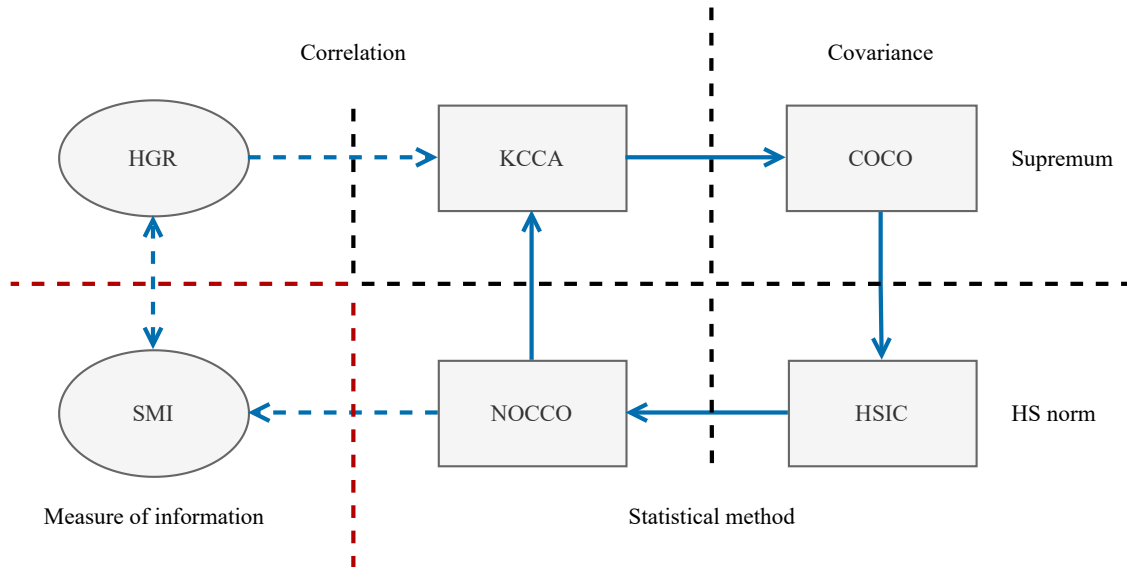 Correlation
Covariance
HGR
KCCA
COCO
Supremum
SMI
NOCCO
HSIC
HS norm
Measure of information
Statistical method